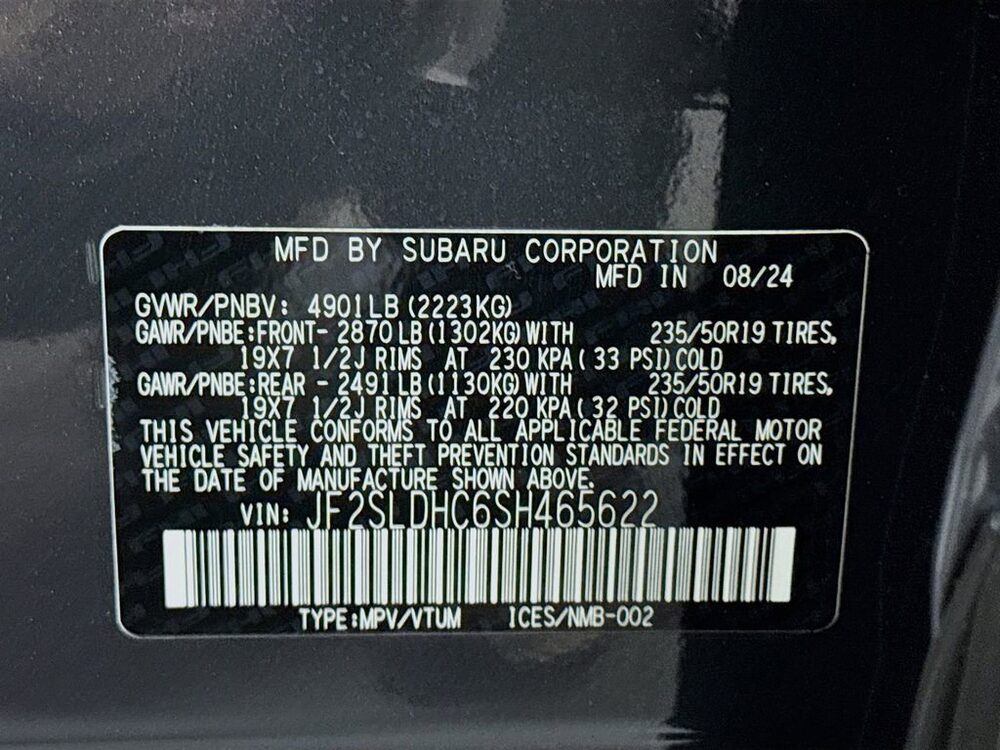 MFD BY SUBARU CORPORATION
MFD IN 08/24
GVWR/PNBV: 4901LB (2223KG)
GAWR/PNBE:FRONT- 2870LB(1302KG)WITH 235/50R19 TIRES,
19X7 1/2J RIMS AT 230 KPA(33 PSI)COLD
GAWR/PNBE:REAR - 2491LB(1130KG)WITH 235/50R19 TIRES,
19X7 1/2J RIMS AT 220 KPA(32 PSI)COLD
THIS VEHICLE CONFORMS TO ALL APPLICABLE FEDERAL MOTOR
VEHICLE SAFETY AND THEFT PREVENTION STANDARDS IN EFFECT ON
THE DATE OF MANUFACTURE SHOWN ABOVE.
VIN: JF2SLDHC6SH465622
TYPE:MPV/VTUM ICES/NMB-002